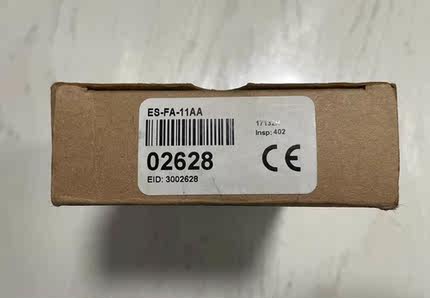 ES-FA-11AA
Insp: 402
02628
CE
EID: 3002628